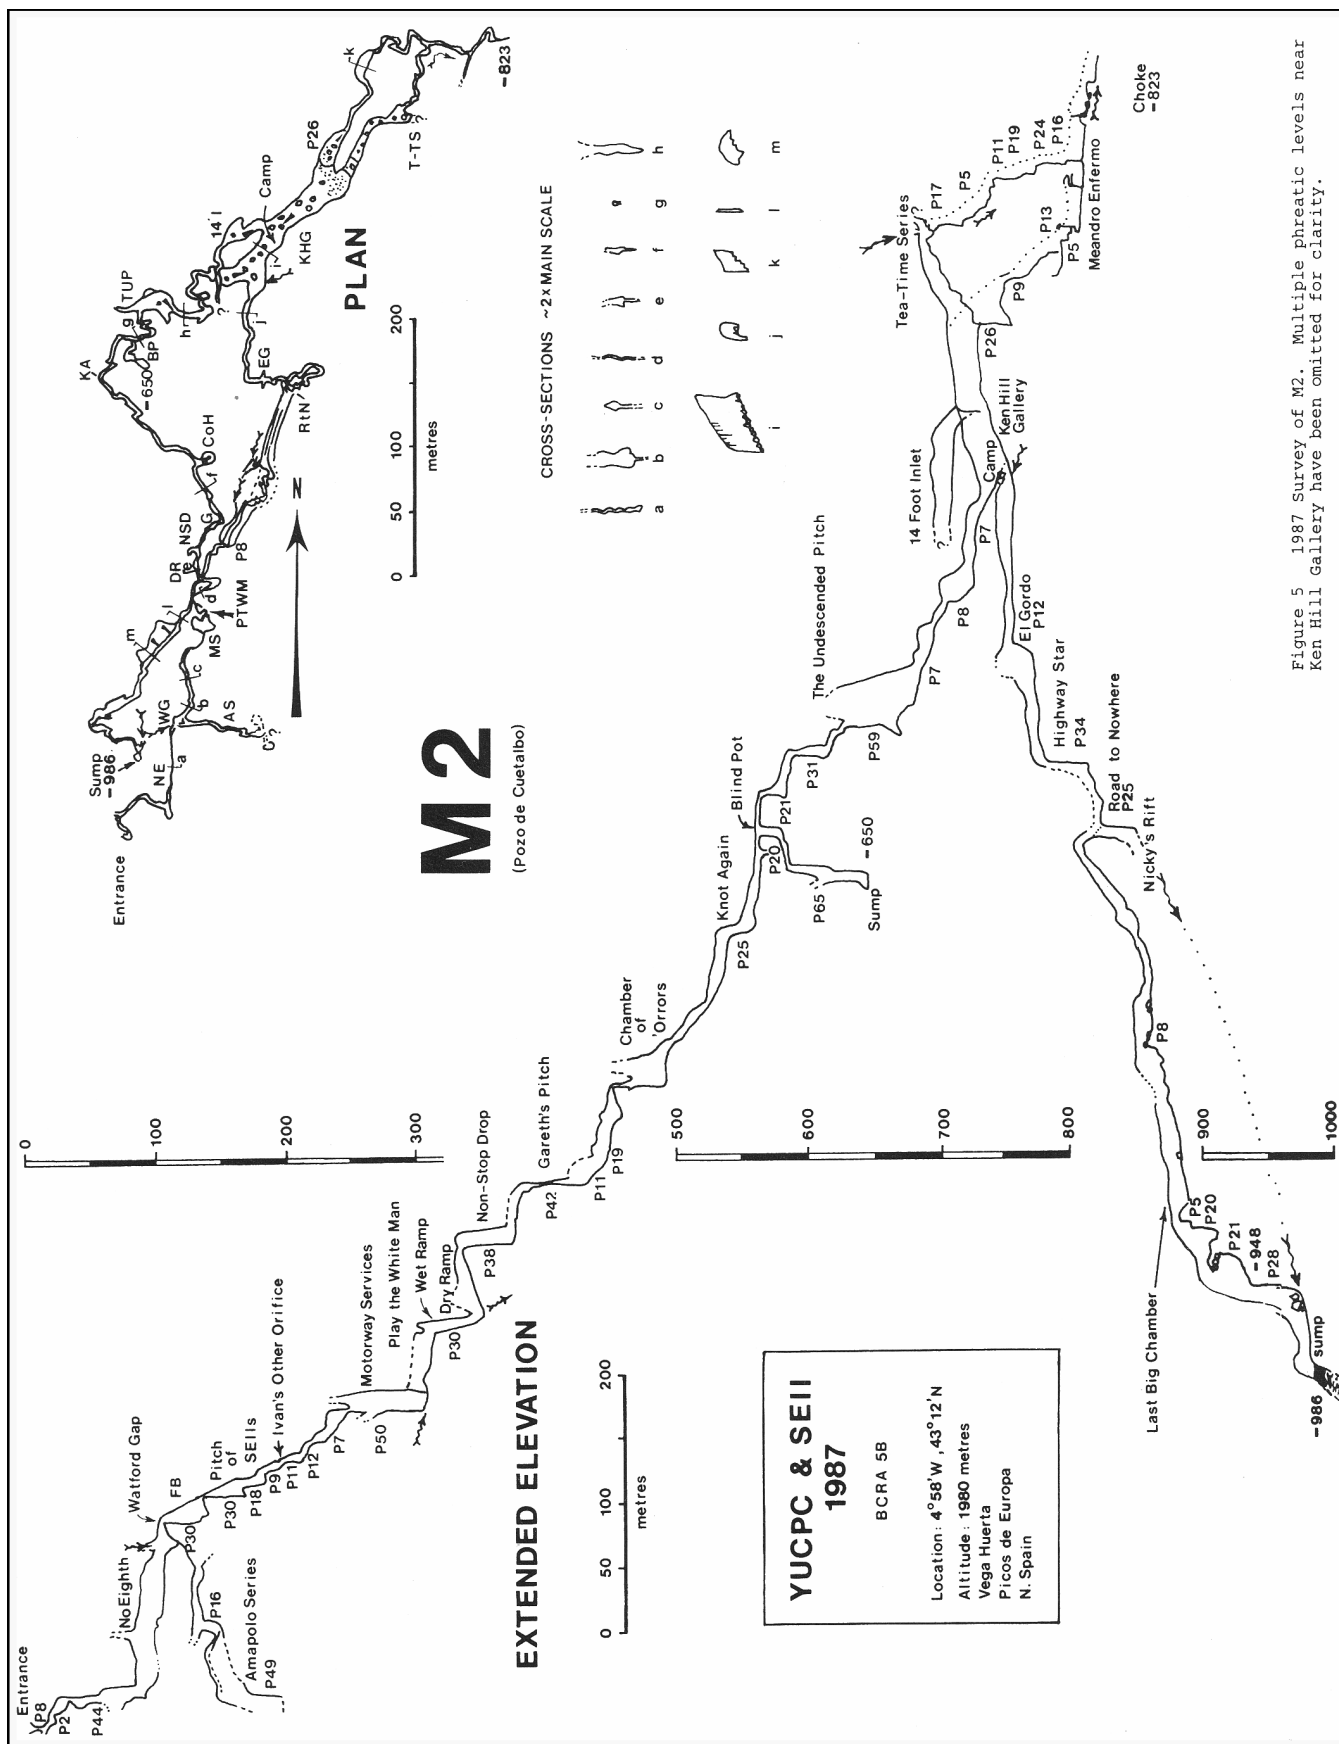 Entrance
P8
P2
P44
No Eighth
Watford Gap
FB
P30
P16
Amapolo Series
P49
Pitch
of
SEIIs
P30
P18
P9
Ivan's Other Orifice
P11
P12
P7
Motorway Services
P50
Play the White Man
Wet Ramp
Dry Ramp
P30
Non-Stop Drop
P38
Gareth's Pitch
P42
P11
P19
Chamber
of
'Orrors
Knot Again
P25
Blind Pot
P20
P21
P65
Sump
-650
P31
The Undescended Pitch
P59
P7
P8
14 Foot Inlet
?
P7
Camp
Ken Hill
Gallery
P26
Tea-Time Series
?
P17
P5
P11
P19
P24
P16
P9
P13
P5
Meandro Enfermo
Choke
-823
El Gordo
P12
Highway Star
P34
Road to Nowhere
P25
Nicky's Rift
P8
Last Big Chamber
P5
P20
P21
-948
P28
sump
-986
0
100
200
300
500
600
700
800
900
1000
EXTENDED ELEVATION
0
50
100
200
metres
YUCPC & SEII
1987
BCRA 5B
Location: 4°58'W, 43°12'N
Altitude: 1980 metres
Vega Huerta
Picos de Europa
N. Spain
M2
(Pozo de Cuetalbo)
Entrance
Sump
-986
NE
a
WG
b
AS
?
c
MS
m
l
PTWM
d
DR
e
NSD
P8
G
f
CoH
RtN
KA
-650
BP
g
TUP
h
?
EG
j
14'I
i
KHG
Camp
P26
T-TS
?
k
-823
N
PLAN
0
50
100
200
metres
CROSS-SECTIONS ~2x MAIN SCALE
a
b
c
d
e
f
g
h
i
j
k
l
m
Figure 5 1987 Survey of M2. Multiple phreatic levels near
Ken Hill Gallery have been omitted for clarity.